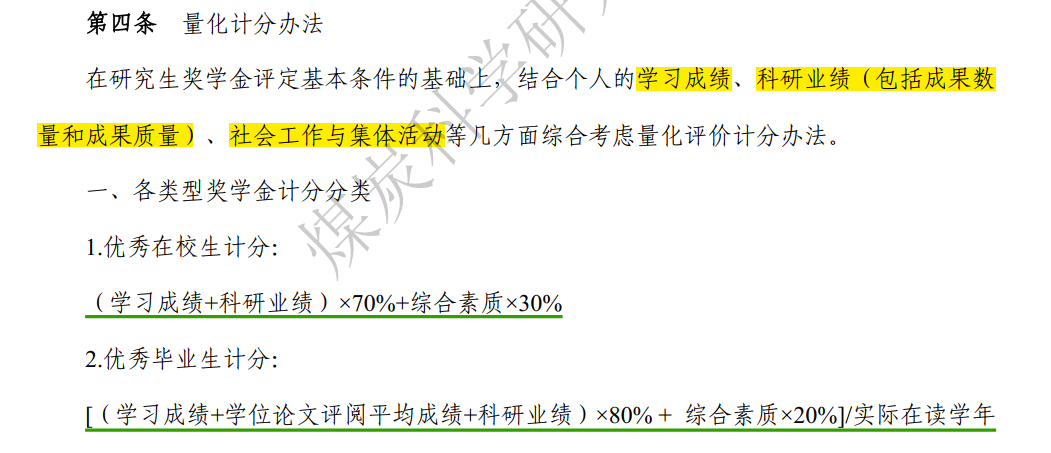 第四条 量化计分办法
在研究生奖学金评定基本条件的基础上，结合个人的学习成绩、科研业绩（包括成果数
量和成果质量）、社会工作与集体活动等几方面综合考虑量化评价计分办法。
一、各类型奖学金计分分类
1.优秀在校生计分：
（学习成绩+科研业绩）×70%+综合素质×30%
2.优秀毕业生计分：
[（学习成绩+学位论文评阅平均成绩+科研业绩）×80%＋ 综合素质×20%]/实际在读学年
煤炭科学研